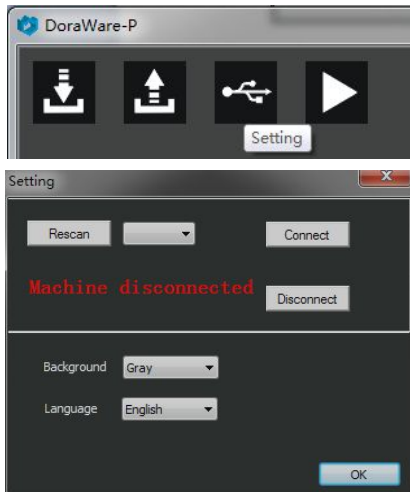 DoraWare-P
Setting
Setting
X
Rescan
Connect
Machine disconnected
Disconnect
Background
Gray
Language
English
OK